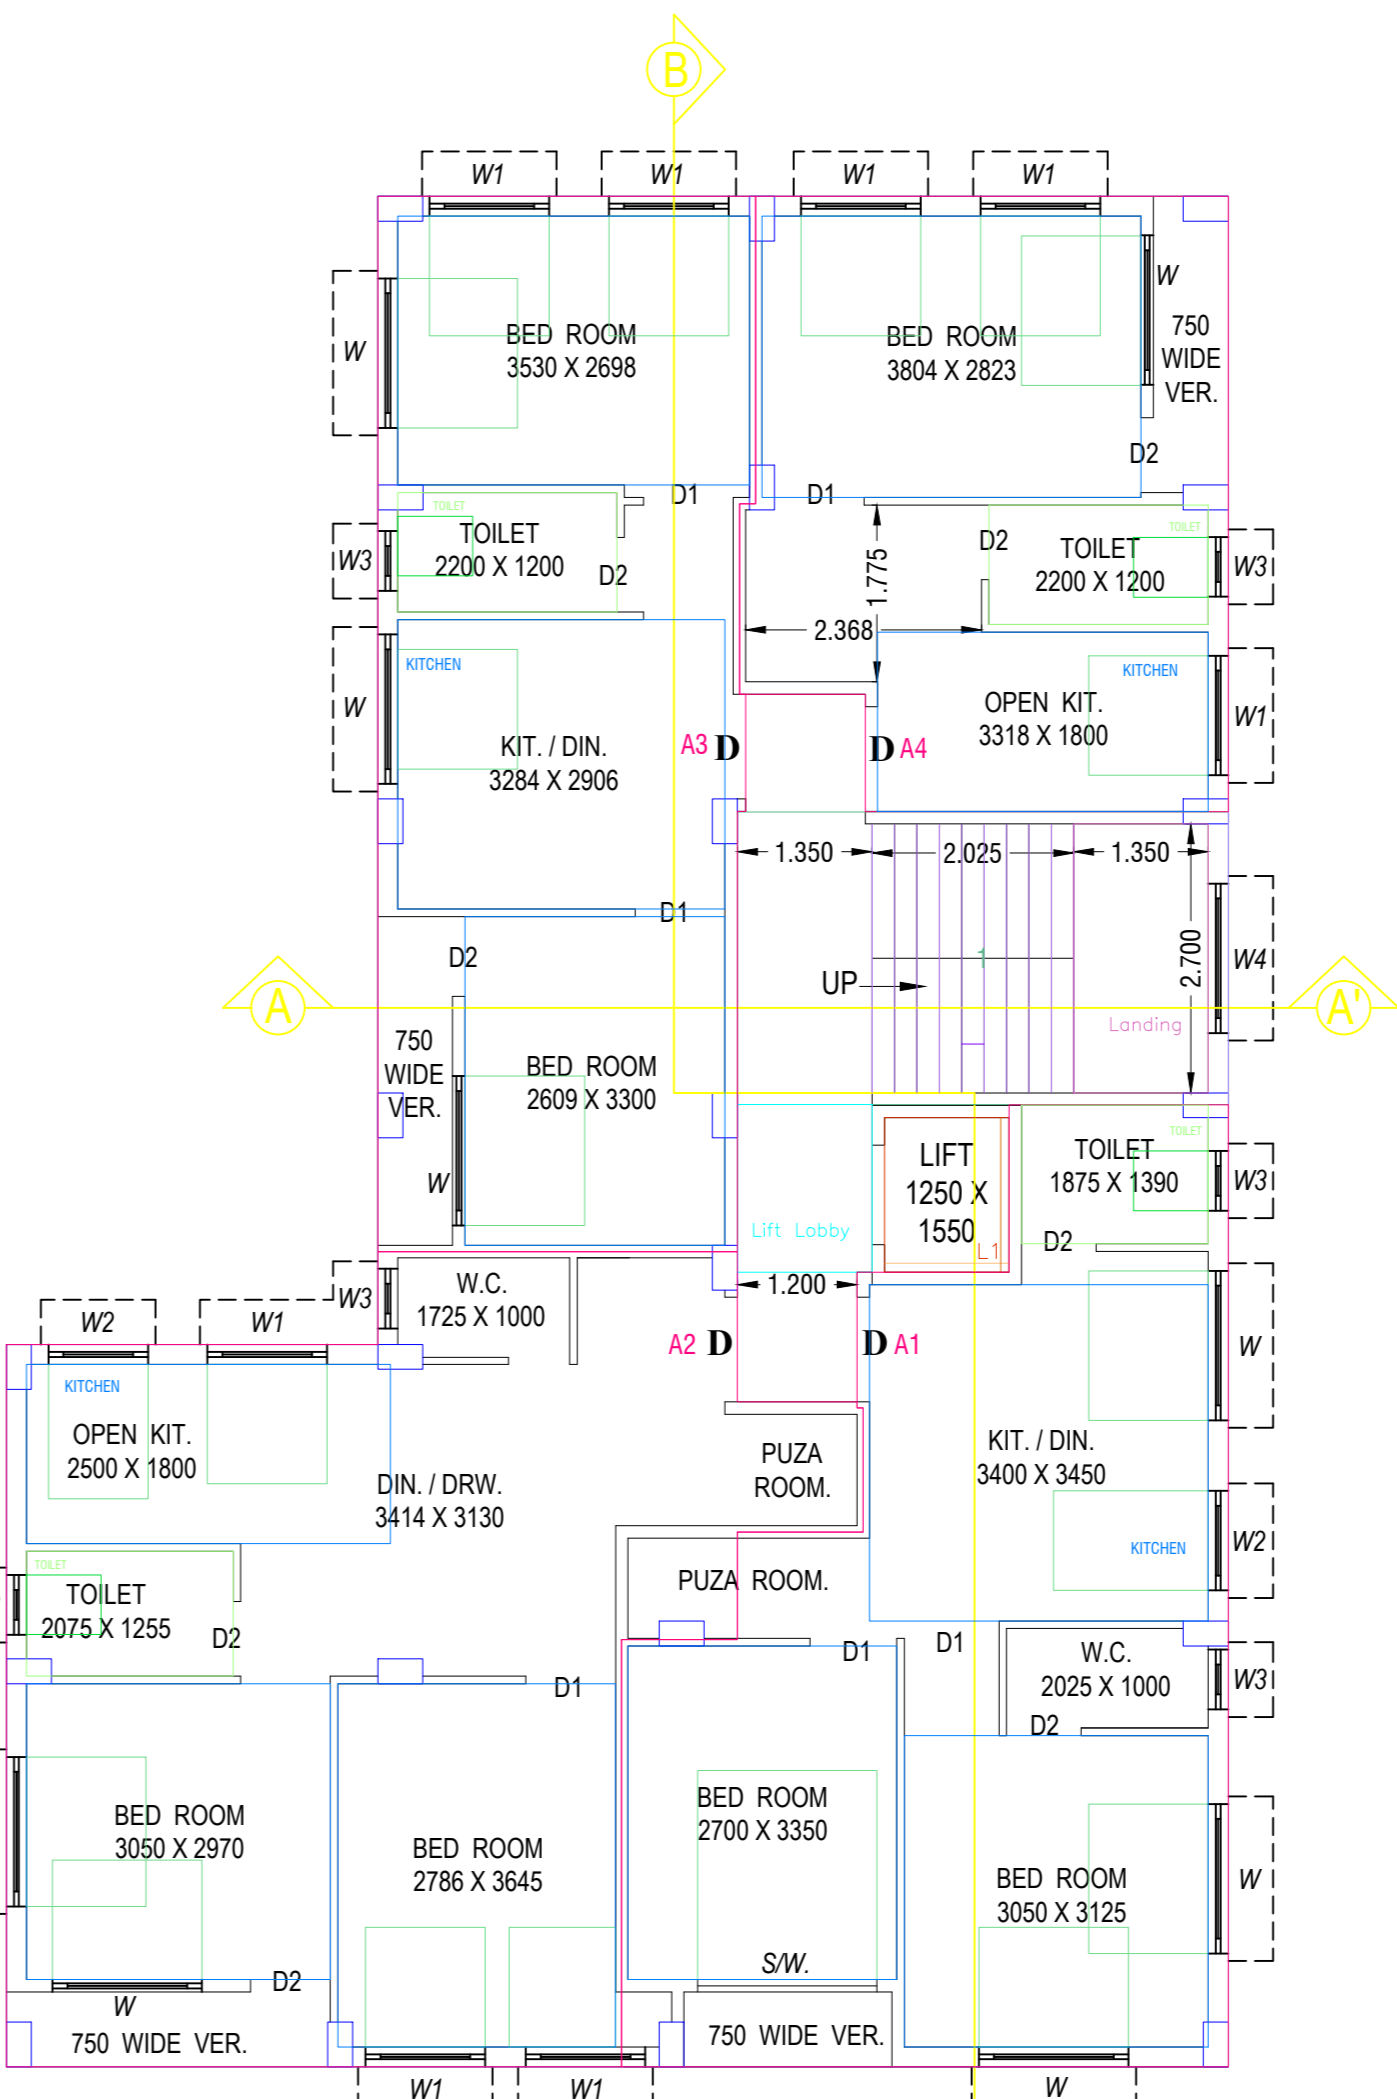 B
W1
W1
W1
W1
W
W
BED ROOM
3530 X 2698
BED ROOM
3804 X 2823
750
WIDE
VER.
D2
D1
D1
TOILET
TOILET
2200 X 1200
W3
D2
1.775
D2
TOILET
TOILET
2200 X 1200
W3
2.368
KITCHEN
W
KIT. / DIN.
3284 X 2906
KITCHEN
OPEN KIT.
3318 X 1800
W1
A3 D
D A4
1.350
2.025
1.350
D1
D2
2.700
W4
1
UP
A
A'
Landing
750
WIDE
VER.
BED ROOM
2609 X 3300
W
LIFT
1250 X
1550
L1
TOILET
TOILET
1875 X 1390
W3
Lift Lobby
D2
W3
W.C.
1725 X 1000
1.200
W2
W1
A2 D
D A1
W
KITCHEN
OPEN KIT.
2500 X 1800
DIN. / DRW.
3414 X 3130
PUZA
ROOM.
KIT. / DIN.
3400 X 3450
KITCHEN
W2
TOILET
TOILET
2075 X 1255
D2
PUZA ROOM.
D1
D1
W.C.
2025 X 1000
W3
D1
D2
BED ROOM
3050 X 2970
BED ROOM
2786 X 3645
BED ROOM
2700 X 3350
BED ROOM
3050 X 3125
W
S/W.
D2
W
750 WIDE VER.
750 WIDE VER.
W1
W1
W